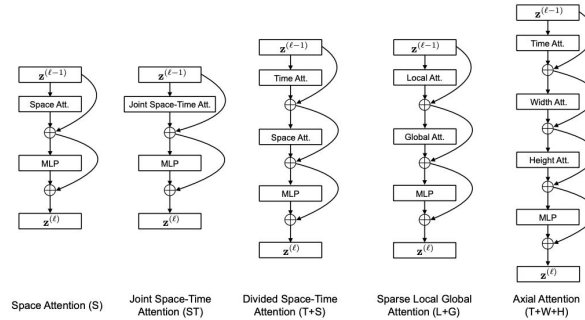 z^(ℓ−1)
Space Att.
MLP
z^(ℓ)
Space Attention (S)
z^(ℓ−1)
Joint Space-Time Att.
MLP
z^(ℓ)
Joint Space-Time
Attention (ST)
z^(ℓ−1)
Time Att.
Space Att.
MLP
z^(ℓ)
Divided Space-Time
Attention (T+S)
z^(ℓ−1)
Local Att.
Global Att.
MLP
z^(ℓ)
Sparse Local Global
Attention (L+G)
z^(ℓ−1)
Time Att.
Width Att.
Height Att.
MLP
z^(ℓ)
Axial Attention
(T+W+H)